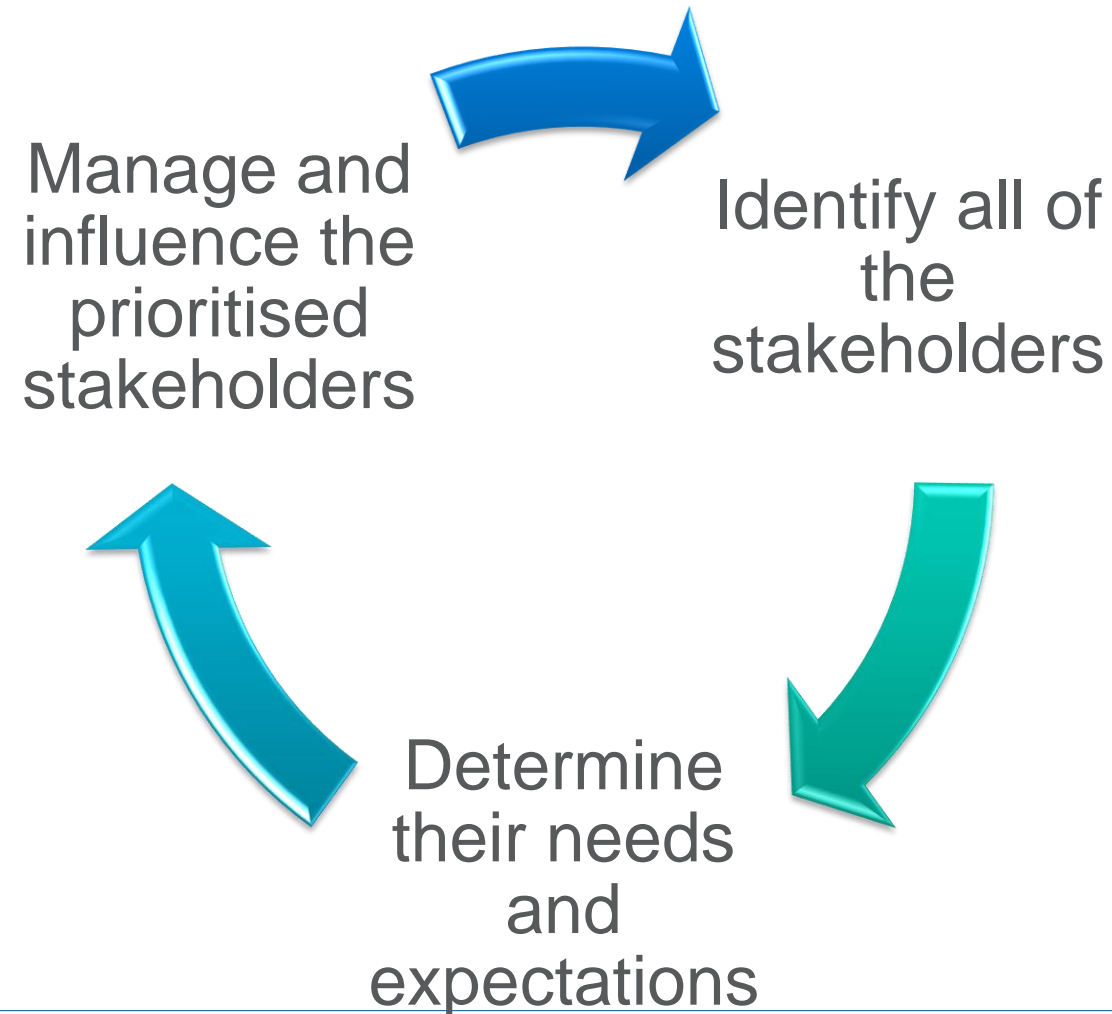 Manage and
influence the
prioritised
stakeholders
Identify all of
the
stakeholders
Determine
their needs
and
expectations